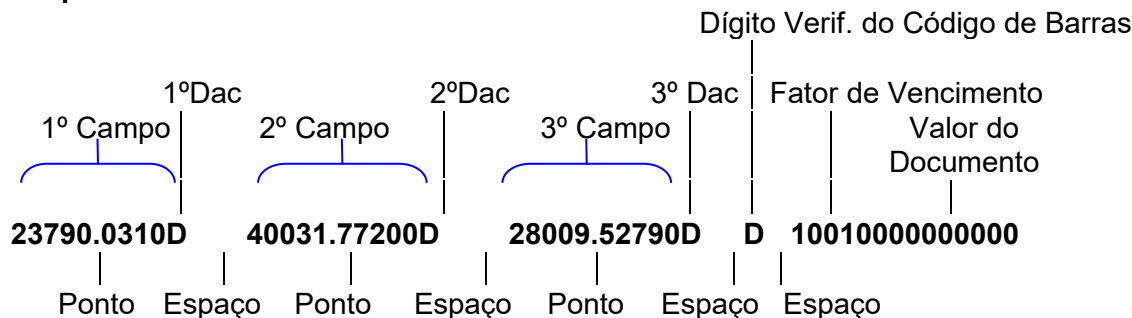 Dígito Verif. do Código de Barras
1ºDac 2ºDac 3º Dac Fator de Vencimento
1º Campo 2º Campo 3º Campo Valor do
Documento
23790.0310D 40031.77200D 28009.52790D D 10010000000000
Ponto Espaço Ponto Espaço Ponto Espaço Espaço